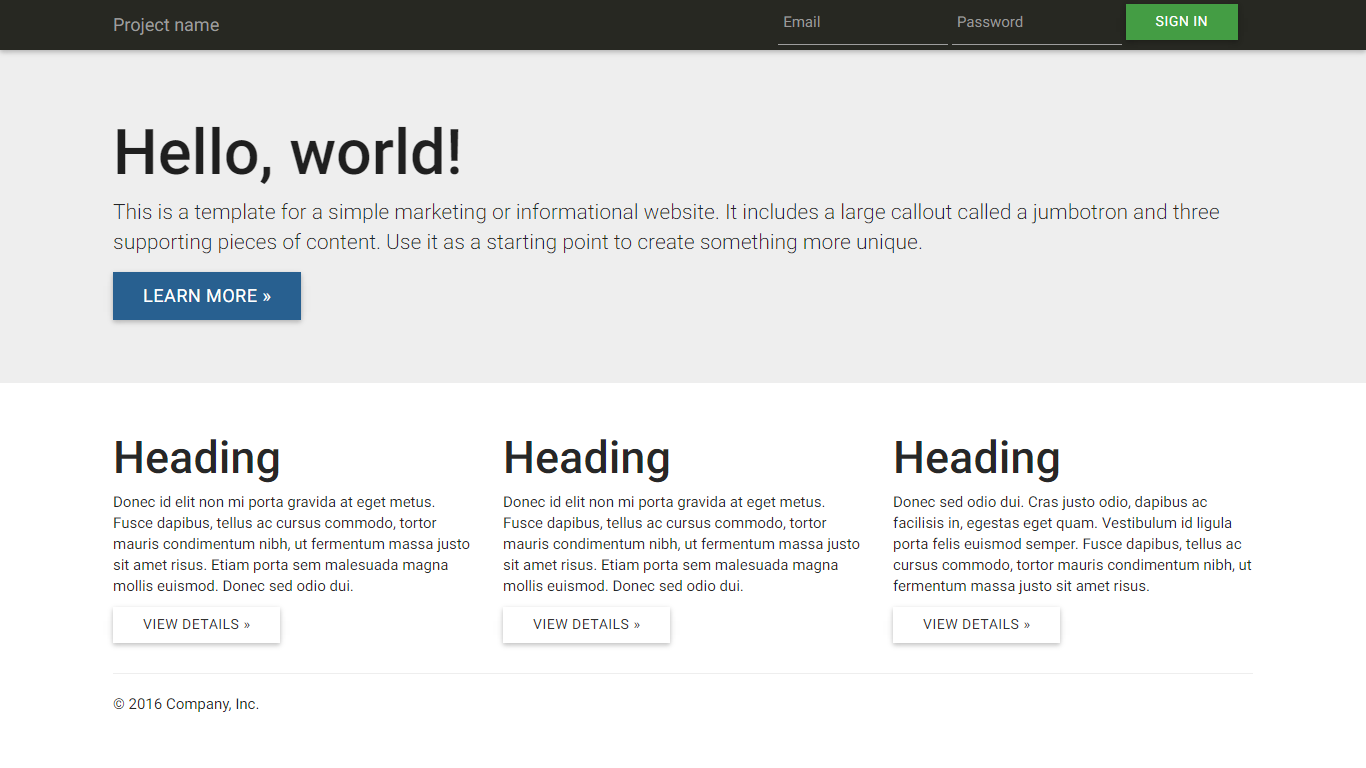 Project name
Email
Password
SIGN IN
Hello, world!
This is a template for a simple marketing or informational website. It includes a large callout called a jumbotron and three
supporting pieces of content. Use it as a starting point to create something more unique.
LEARN MORE »
Heading
Donec id elit non mi porta gravida at eget metus.
Fusce dapibus, tellus ac cursus commodo, tortor
mauris condimentum nibh, ut fermentum massa justo
sit amet risus. Etiam porta sem malesuada magna
mollis euismod. Donec sed odio dui.
VIEW DETAILS »
Heading
Donec id elit non mi porta gravida at eget metus.
Fusce dapibus, tellus ac cursus commodo, tortor
mauris condimentum nibh, ut fermentum massa justo
sit amet risus. Etiam porta sem malesuada magna
mollis euismod. Donec sed odio dui.
VIEW DETAILS »
Heading
Donec sed odio dui. Cras justo odio, dapibus ac
facilisis in, egestas eget quam. Vestibulum id ligula
porta felis euismod semper. Fusce dapibus, tellus ac
cursus commodo, tortor mauris condimentum nibh, ut
fermentum massa justo sit amet risus.
VIEW DETAILS »
© 2016 Company, Inc.